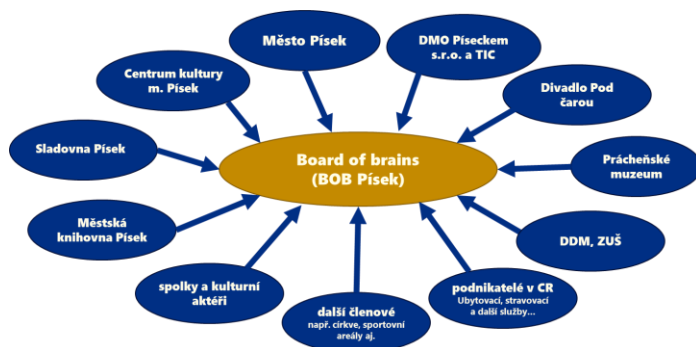 Město Písek
DMO Píseckem
s.r.o. a TIC
Centrum kultury
m. Písek
Divadlo Pod
čarou
Sladovna Písek
Board of brains
(BOB Písek)
Prácheňské
muzeum
Městská
knihovna Písek
DDM, ZUŠ
spolky a kulturní
aktéři
další členové
např. církve, sportovní
areály aj.
podnikatelé v CR
Ubytovací, stravovací
a další služby...